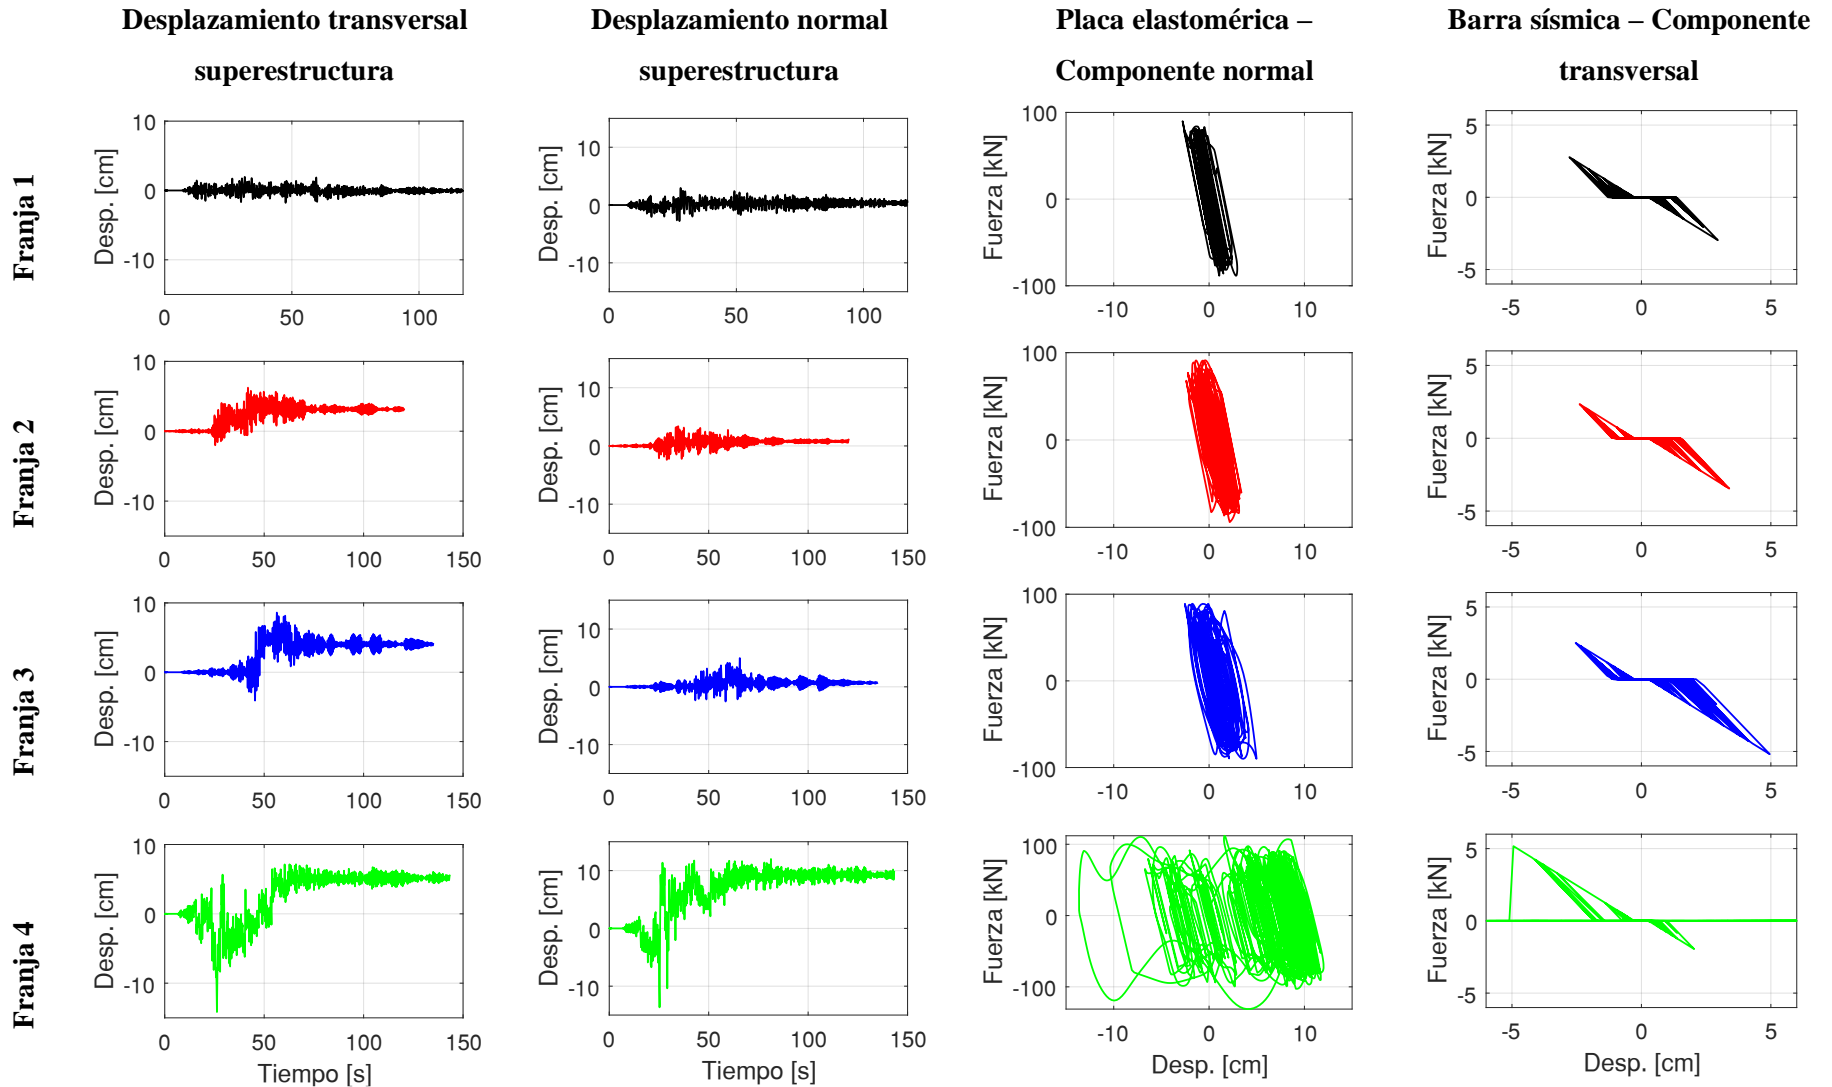 Desplazamiento transversal
superestructura
Desplazamiento normal
superestructura
Placa elastomérica –
Componente normal
Barra sísmica – Componente
transversal
Franja 1
Desp. [cm]
10
0
-10
0 50 100
Desp. [cm]
10
0
-10
0 50 100
Fuerza [kN]
100
0
-100
-10 0 10
Fuerza [kN]
5
0
-5
-5 0 5
Franja 2
Desp. [cm]
10
0
-10
0 50 100 150
Desp. [cm]
10
0
-10
0 50 100 150
Fuerza [kN]
100
0
-100
-10 0 10
Fuerza [kN]
5
0
-5
-5 0 5
Franja 3
Desp. [cm]
10
0
-10
0 50 100 150
Desp. [cm]
10
0
-10
0 50 100 150
Fuerza [kN]
100
0
-100
-10 0 10
Fuerza [kN]
5
0
-5
-5 0 5
Franja 4
Desp. [cm]
10
0
-10
0 50 100 150
Tiempo [s]
Desp. [cm]
10
0
-10
0 50 100 150
Tiempo [s]
Fuerza [kN]
100
0
-100
-10 0 10
Desp. [cm]
Fuerza [kN]
5
0
-5
-5 0 5
Desp. [cm]